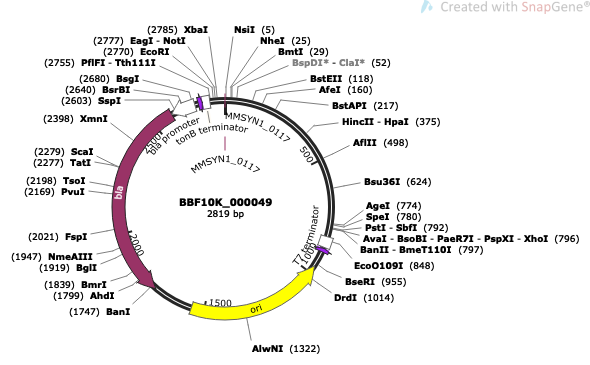 Created with SnapGene®
(2785) XbaI
(2777) EagI - NotI
(2770) EcoRI
(2755) PflFI - Tth111I
(2680) BsgI
(2640) BsrBI
(2603) SspI
(2398) XmnI
(2279) ScaI
(2277) TatI
(2198) TsoI
(2169) PvuI
(2021) FspI
(1947) NmeAIII
(1919) BglI
(1839) BmrI
(1799) AhdI
(1747) BanI
NsiI (5)
NheI (25)
BmtI (29)
BspDI* - ClaI* (52)
BstEII (118)
AfeI (160)
BstAPI (217)
HincII - HpaI (375)
AflII (498)
Bsu36I (624)
AgeI (774)
SpeI (780)
PstI - SbfI (792)
AvaI - BsoBI - PaeR7I - PspXI - XhoI (796)
BanII - BmeT110I (797)
EcoO109I (848)
BseRI (955)
DrdI (1014)
AlwNI (1322)
bla promoter
tonB terminator
MMSYN1_0117
MMSYN1_0117
T7 terminator
bla
ori
500
1000
1500
2000
2500
BBF10K_000049
2819 bp